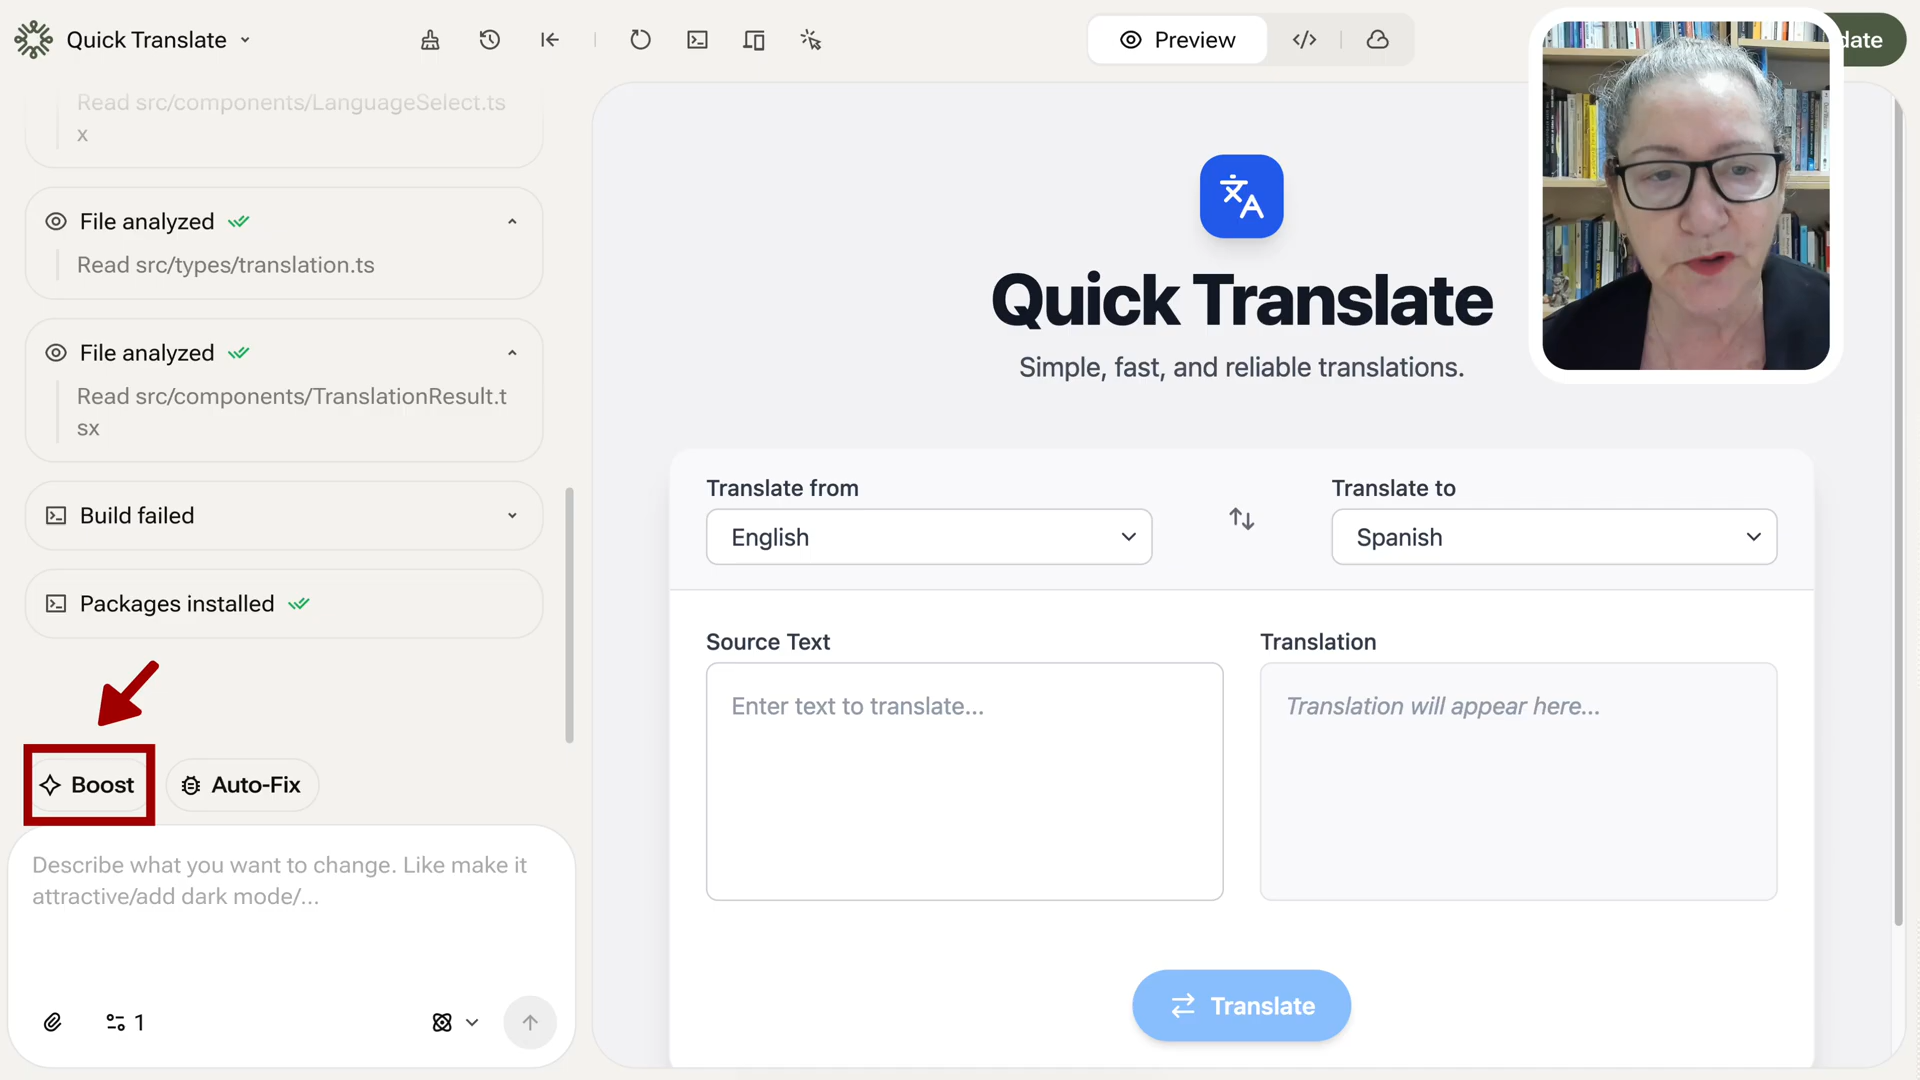 Quick Translate
Preview
date
Read src/components/LanguageSelect.ts
x
File analyzed
Read src/types/translation.ts
File analyzed
Read src/components/TranslationResult.t
sx
Build failed
Packages installed
Boost
Auto-Fix
Describe what you want to change. Like make it
attractive/add dark mode/...
1
Quick Translate
Simple, fast, and reliable translations.
Translate from
Translate to
English
Spanish
Source Text
Translation
Enter text to translate...
Translation will appear here...
Translate